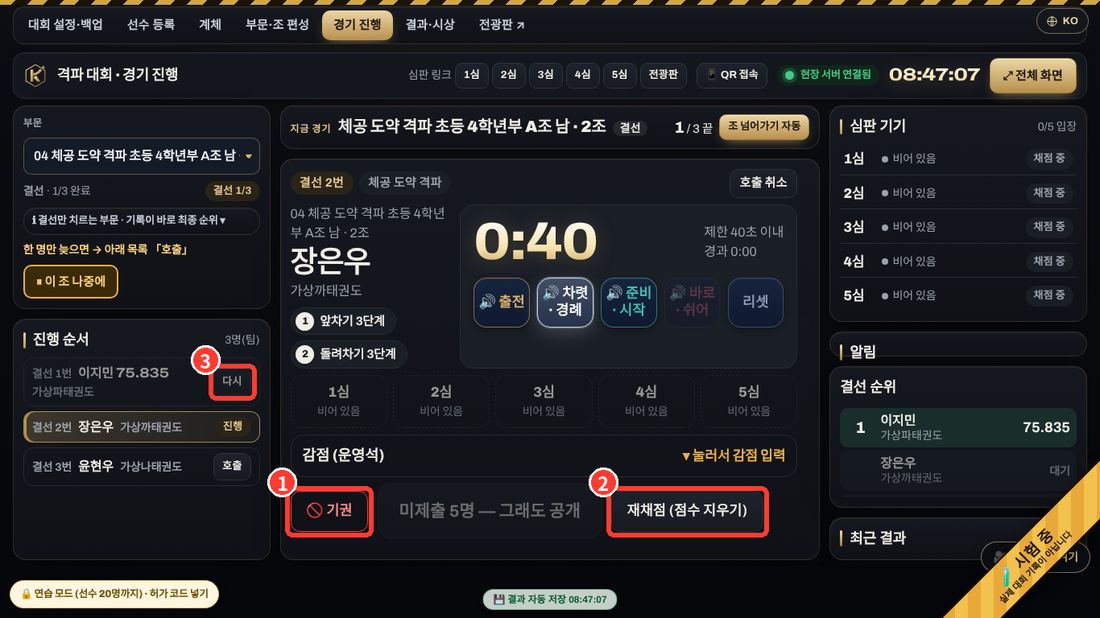 대회 설정·백업 선수 등록 계체 부문·조 편성 경기 진행 결과·시상 전광판 ↗ KO
격파 대회·경기 진행 심판 링크 1심 2심 3심 4심 5심 전광판 QR 접속 현장 서버 연결됨 08:47:07 전체 화면
부문
04 체공 도약 격파 초등 4학년부 A조 남 ·
결선 · 1/3 완료 결선 1/3
ℹ 결선만 치르는 부문 · 기록이 바로 최종 순위 ▾
한 명만 늦으면 → 아래 목록 「호출」
⏸ 이 조 나중에
진행 순서 3명(팀)
3
결선 1번 이지민 75.835
가상파태권도
다시
결선 2번 장은우 가상까태권도 진행
결선 3번 윤현우 가상나태권도 호출
지금 경기 체공 도약 격파 초등 4학년부 A조 남 · 2조 결선 1 / 3 끝 조 넘어가기 자동
결선 2번 체공 도약 격파 호출 취소
04 체공 도약 격파 초등 4학년
부 A조 남 · 2조
장은우
가상까태권도
1 앞차기 3단계
2 돌려차기 3단계
0:40
제한 40초 이내
경과 0:00
출전
차렷
· 경례
준비
· 시작
바로
· 쉬어
리셋
1심 2심 3심 4심 5심
비어 있음 비어 있음 비어 있음 비어 있음 비어 있음
감점 (운영석) ▾ 눌러서 감점 입력
1 2
기권 미제출 5명 — 그래도 공개 재채점 (점수 지우기)
심판 기기 0/5 입장
1심 비어 있음 채점 중
2심 비어 있음 채점 중
3심 비어 있음 채점 중
4심 비어 있음 채점 중
5심 비어 있음 채점 중
알림
결선 순위
1 이지민 75.835
가상파태권도
장은우 대기
가상까태권도
최근 결과
시험 중
실제 대회 기록이 아닙니다
연습 모드 (선수 20명까지) · 허가 코드 넣기
결과 자동 저장 08:47:07